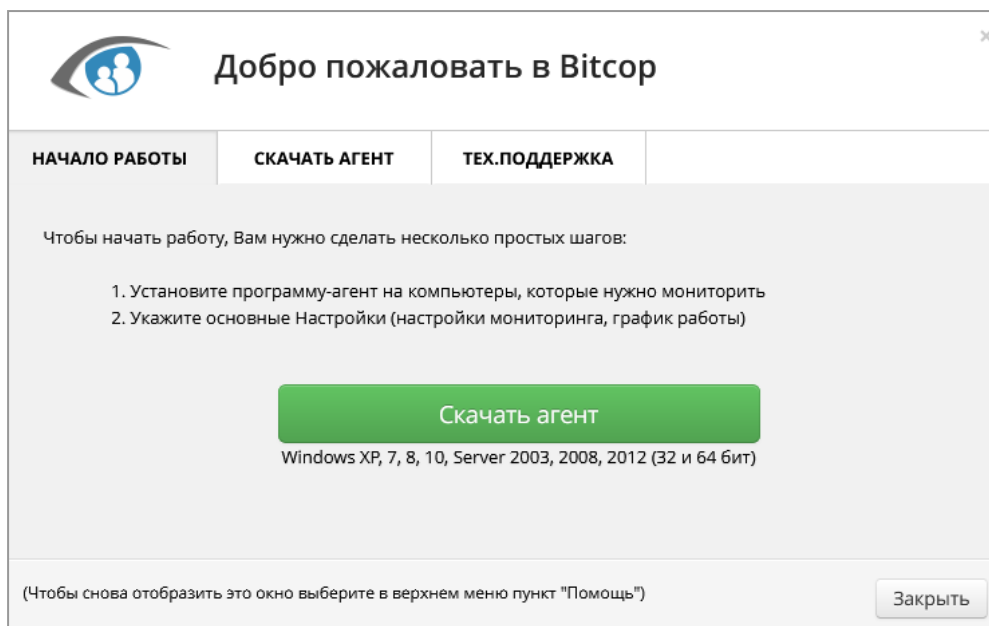 Добро пожаловать в Bitcop
×
НАЧАЛО РАБОТЫ
СКАЧАТЬ АГЕНТ
ТЕХ.ПОДДЕРЖКА
Чтобы начать работу, Вам нужно сделать несколько простых шагов:
1. Установите программу-агент на компьютеры, которые нужно мониторить
2. Укажите основные Настройки (настройки мониторинга, график работы)
Скачать агент
Windows XP, 7, 8, 10, Server 2003, 2008, 2012 (32 и 64 бит)
(Чтобы снова отобразить это окно выберите в верхнем меню пункт "Помощь")
Закрыть